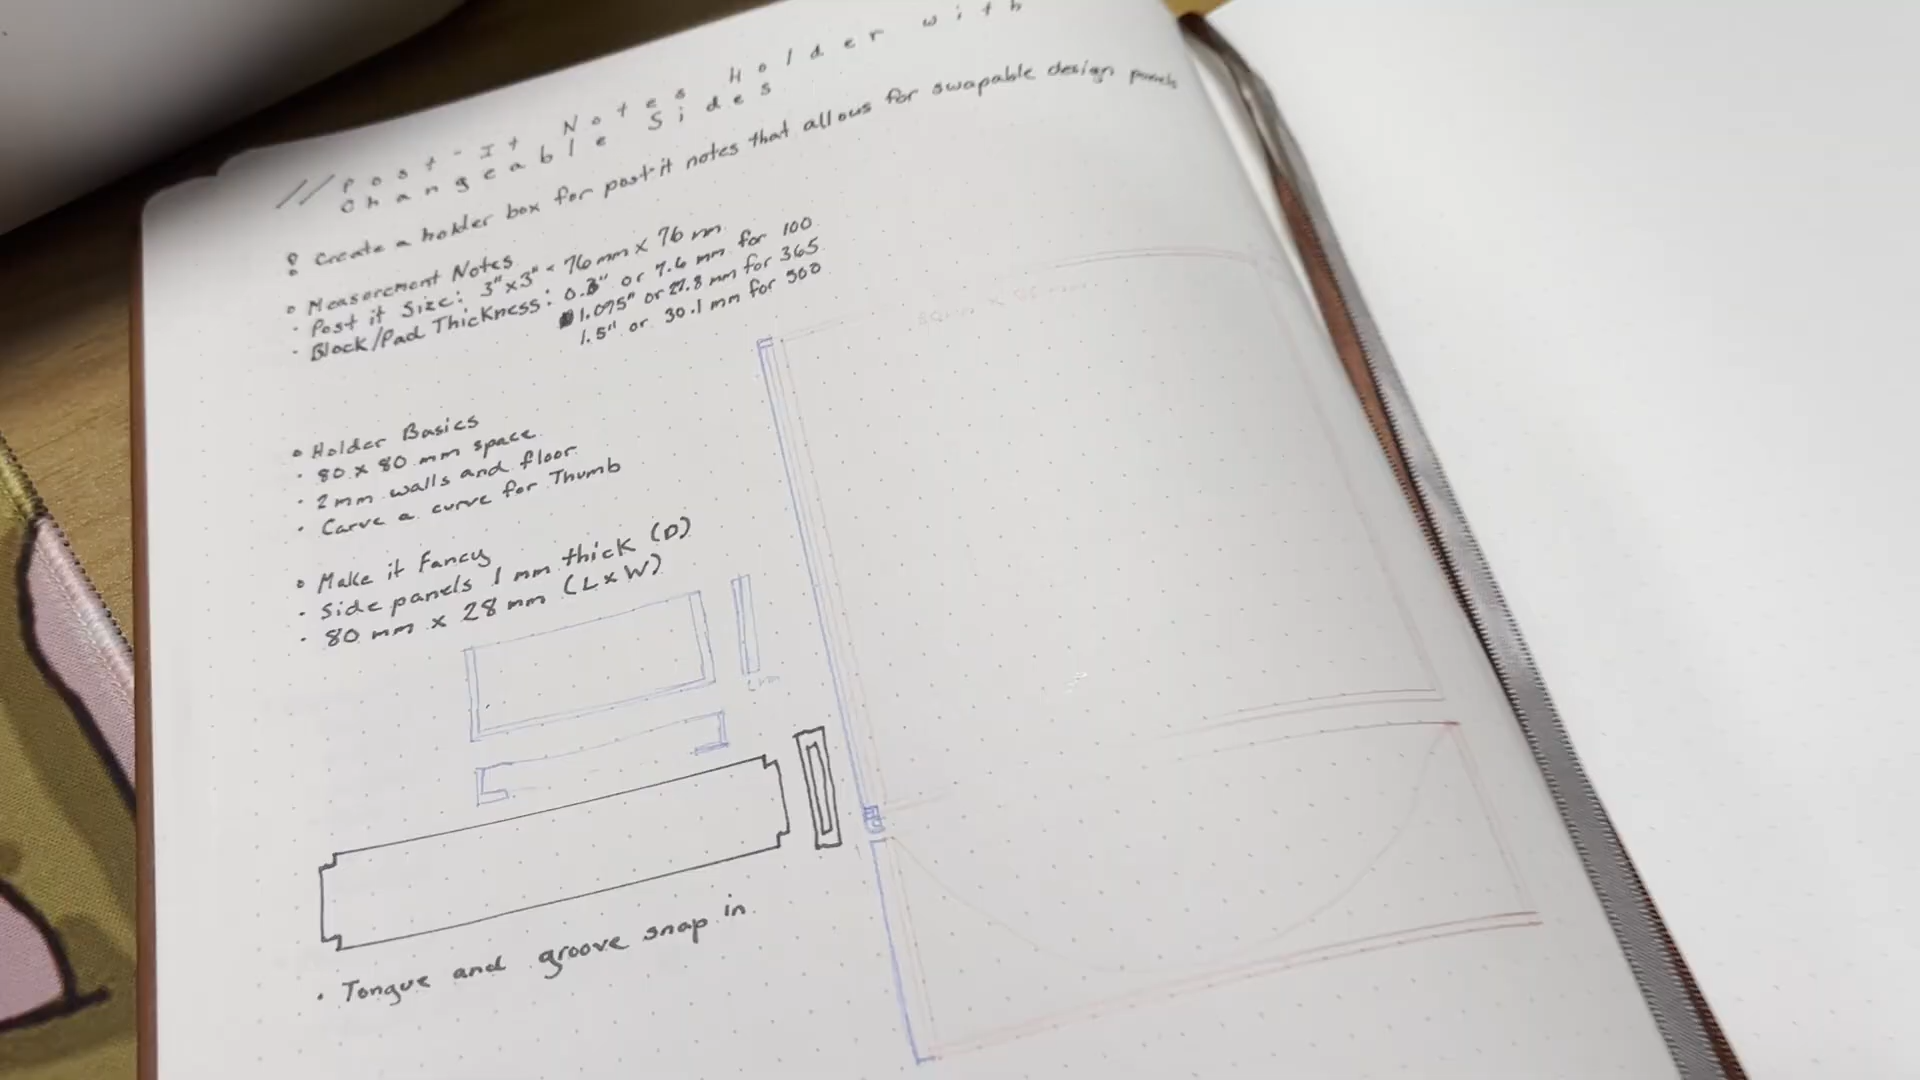 // Post-It Notes Holder with
Changeable Sides
Create a holder box for post it notes that allows for swapable design panels
Measurement Notes
· Post it Size: 3"x3" - 76 mm x 76 mm
· Block/Pad Thickness: 0.3" or 7.6 mm for 100
1.095" or 27.8 mm for 365
1.5" or 30.1 mm for 500
Holder Basics
· 80 x 80 mm space
· 2 mm walls and floor
· Carve a curve for Thumb
Make it Fancy
· Side panels 1 mm thick (D)
· 80 mm x 28 mm (L x W)
· Tongue and groove snap in